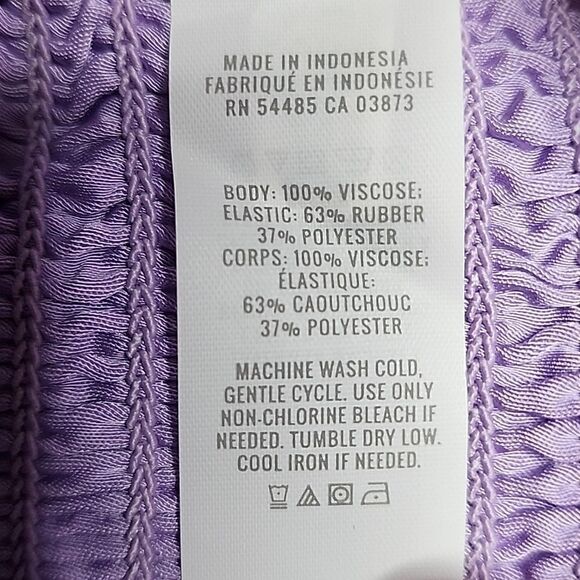 MADE IN INDONESIA
FABRIQUÉ EN INDONÉSIE
RN 54485 CA 03873
BODY: 100% VISCOSE;
ELASTIC: 63% RUBBER
37% POLYESTER
CORPS: 100% VISCOSE;
ÉLASTIQUE:
63% CAOUTCHOUC
37% POLYESTER
MACHINE WASH COLD,
GENTLE CYCLE. USE ONLY
NON-CHLORINE BLEACH IF
NEEDED. TUMBLE DRY LOW.
COOL IRON IF NEEDED.